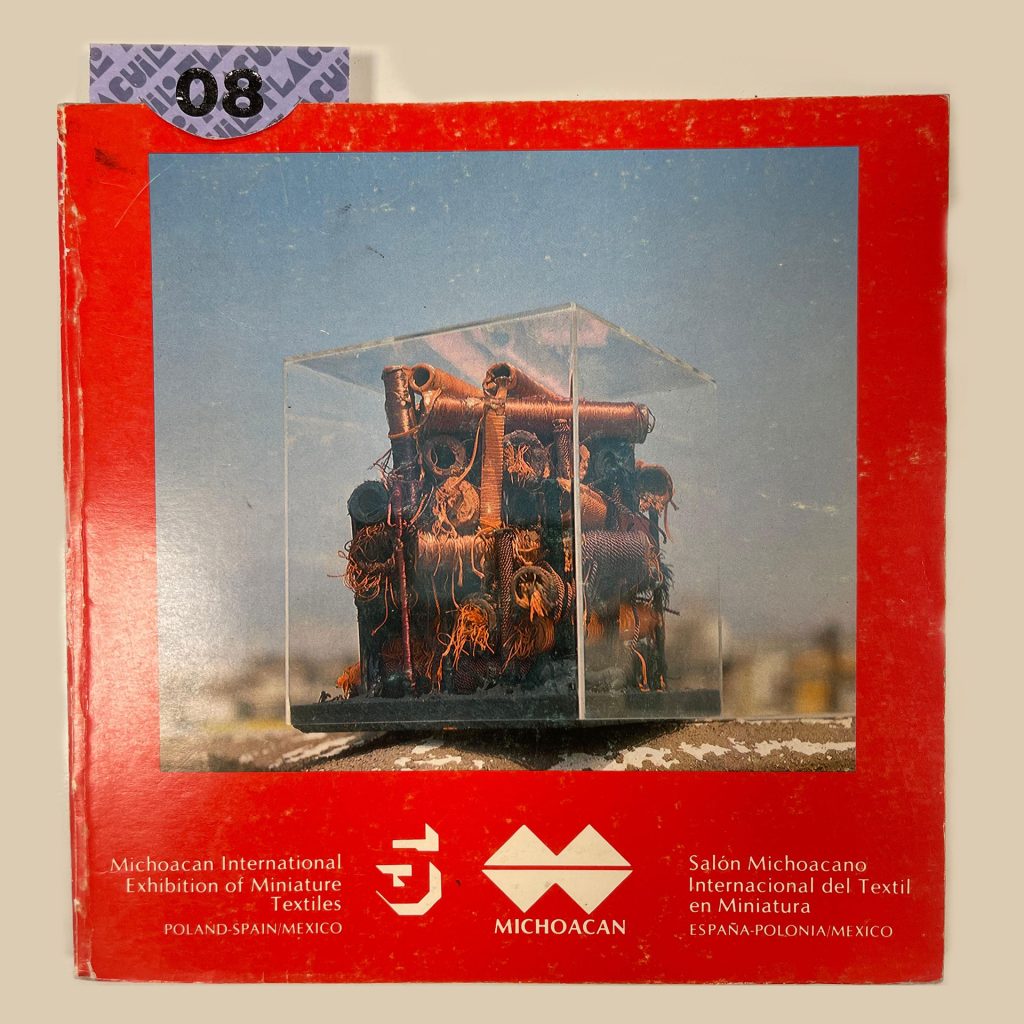 08
Michoacan International
Exhibition of Miniature
Textiles
POLAND-SPAIN/MEXICO
MICHOACAN
Salón Michoacano
Internacional del Textil
en Miniatura
ESPAÑA-POLONIA/MEXICO